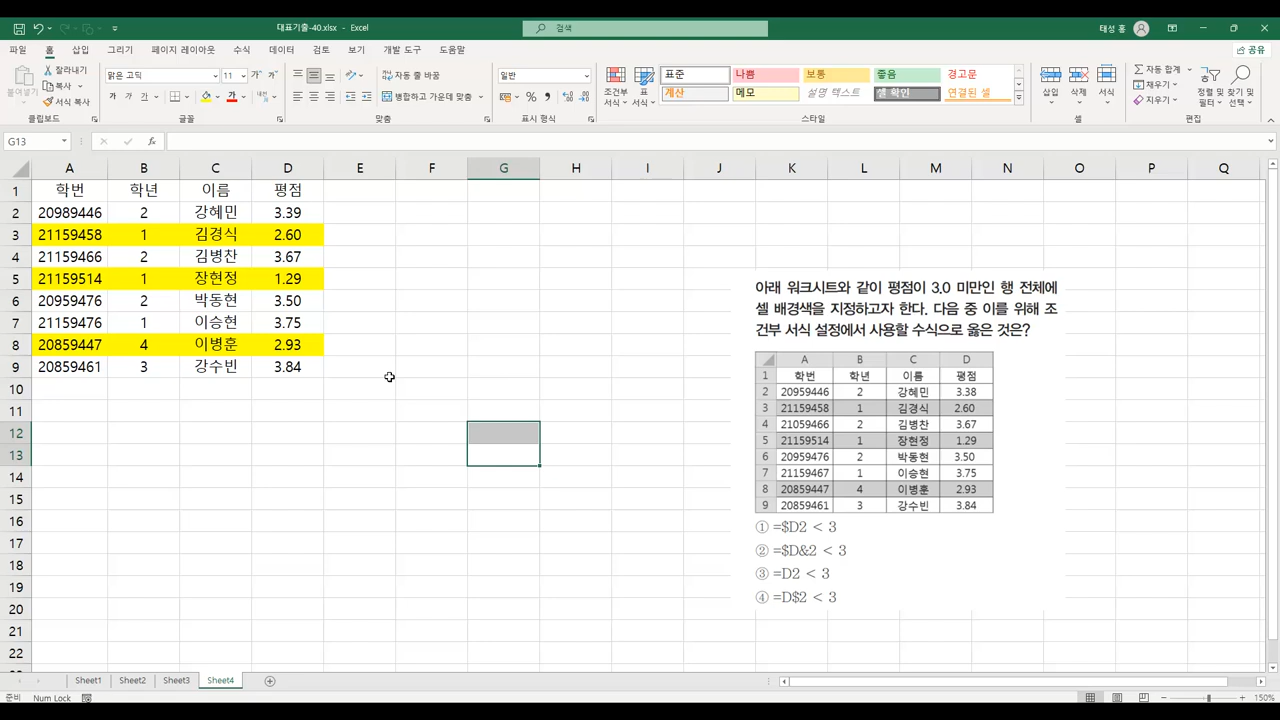 대표기술-40.xlsx - Excel
검색
태성 홍
파일 홈 삽입 그리기 페이지 레이아웃 수식 데이터 검토 보기 개발 도구 도움말
공유
붙여넣기
잘라내기
복사
서식 복사
클립보드
맑은 고딕 11
가 가 가 가 가
글꼴
자동 줄 바꿈
병합하고 가운데 맞춤
맞춤
일반
표시 형식
조건부 서식
표 서식
표준 나쁨 보통 좋음 경고문
계산 메모 설명 텍스트 셀 확인 연결된 셀
스타일
삽입 삭제 서식
셀
자동 합계
채우기
지우기
정렬 및 필터
찾기 및 선택
편집
G13
fx
A B C D E F G H I J K L M N O P Q
1 학번 학년 이름 평점
2 20989446 2 강혜민 3.39
3 21159458 1 김경식 2.60
4 21159466 2 김병찬 3.67
5 21159514 1 장현정 1.29
6 20959476 2 박동현 3.50
7 21159476 1 이승현 3.75
8 20859447 4 이병훈 2.93
9 20859461 3 강수빈 3.84
10
11
12
13
14
15
16
17
18
19
20
21
22
아래 워크시트와 같이 평점이 3.0 미만인 행 전체에
셀 배경색을 지정하고자 한다. 다음 중 이를 위해 조
건부 서식 설정에서 사용할 수식으로 옳은 것은?
A B C D
1 학번 학년 이름 평점
2 20959446 2 강혜민 3.38
3 21159458 1 김경식 2.60
4 21059466 2 김병찬 3.67
5 21159514 1 장현정 1.29
6 20959476 2 박동현 3.50
7 21159467 1 이승현 3.75
8 20859447 4 이병훈 2.93
9 20859461 3 강수빈 3.84
① =$D2 < 3
② =$D&2 < 3
③ =D2 < 3
④ =D$2 < 3
Sheet1 Sheet2 Sheet3 Sheet4
준비 Num Lock
150%